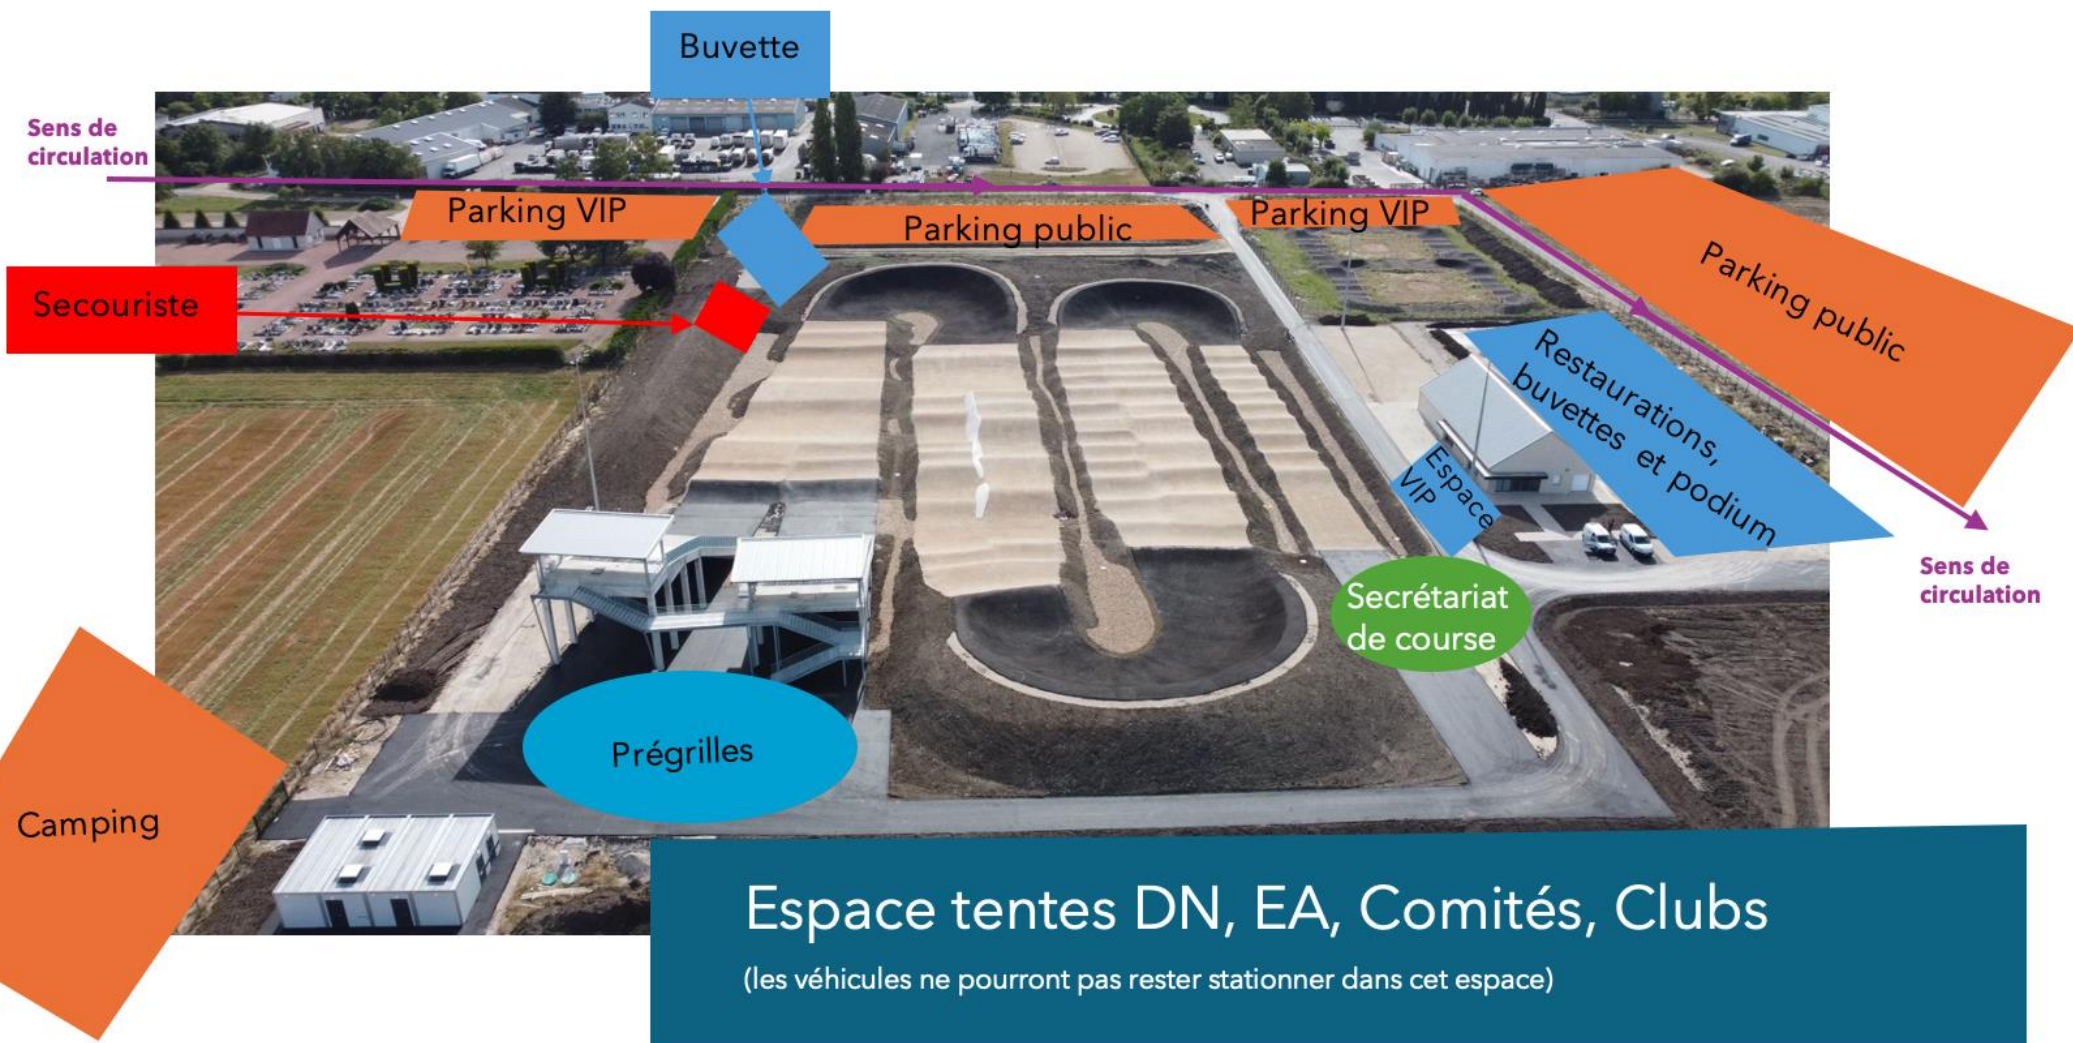 Buvette
Sens de
circulation
Parking VIP
Parking public
Parking VIP
Parking public
Secouriste
Restaurations,
buvettes et podium
Espace
VIP
Sens de
circulation
Secrétariat
de course
Prégrilles
Camping
Espace tentes DN, EA, Comités, Clubs
(les véhicules ne pourront pas rester stationner dans cet espace)